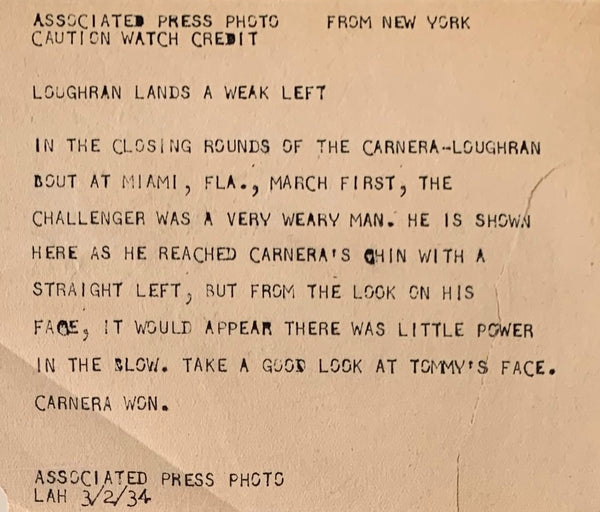 ASSOCIATED PRESS PHOTO FROM NEW YORK
CAUTION WATCH CREDIT
LOUGHRAN LANDS A WEAK LEFT
IN THE CLOSING ROUNDS OF THE CARNERA-LOUGHRAN
BOUT AT MIAMI, FLA., MARCH FIRST, THE
CHALLENGER WAS A VERY WEARY MAN. HE IS SHOWN
HERE AS HE REACHED CARNERA'S CHIN WITH A
STRAIGHT LEFT, BUT FROM THE LOOK ON HIS
FACE, IT WOULD APPEAR THERE WAS LITTLE POWER
IN THE BLOW. TAKE A GOOD LOOK AT TOMMY'S FACE.
CARNERA WON.
ASSOCIATED PRESS PHOTO
LAH 3/2/34